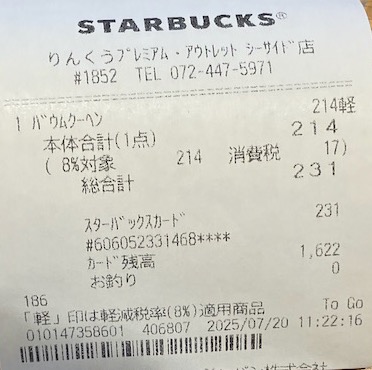 STARBUCKS®
りんくうプレミアム・アウトレット シーサイド店
#1852 TEL 072-447-5971
1 バウムクーヘン 214軽
本体合計(1点) 214
( 8%対象 214 消費税 17)
総合計 231
スターバックスカード 231
#606052331468****
カード残高 1,622
お釣り 0
186 To Go
「軽」印は軽減税率(8%)適用商品
010147358601 406807 2025/07/20 11:22:16
株式会社